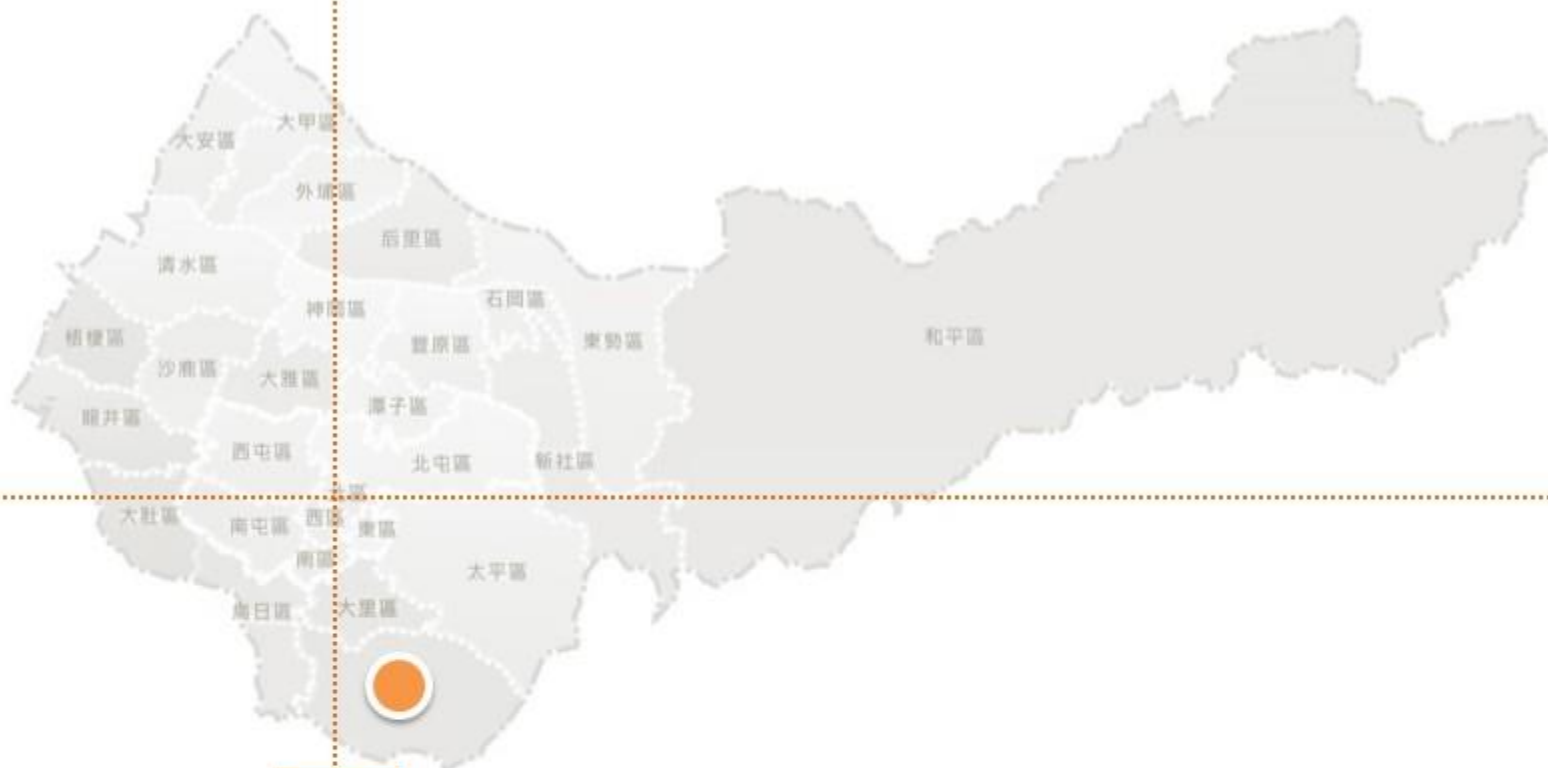 大甲區
大安區
外埔區
后里區
清水區
石岡區
神岡區
梧棲區
豐原區
東勢區
和平區
沙鹿區
大雅區
潭子區
龍井區
西屯區
北屯區
新社區
北區
大肚區
南屯區
西區
東區
南區
太平區
烏日區
大里區